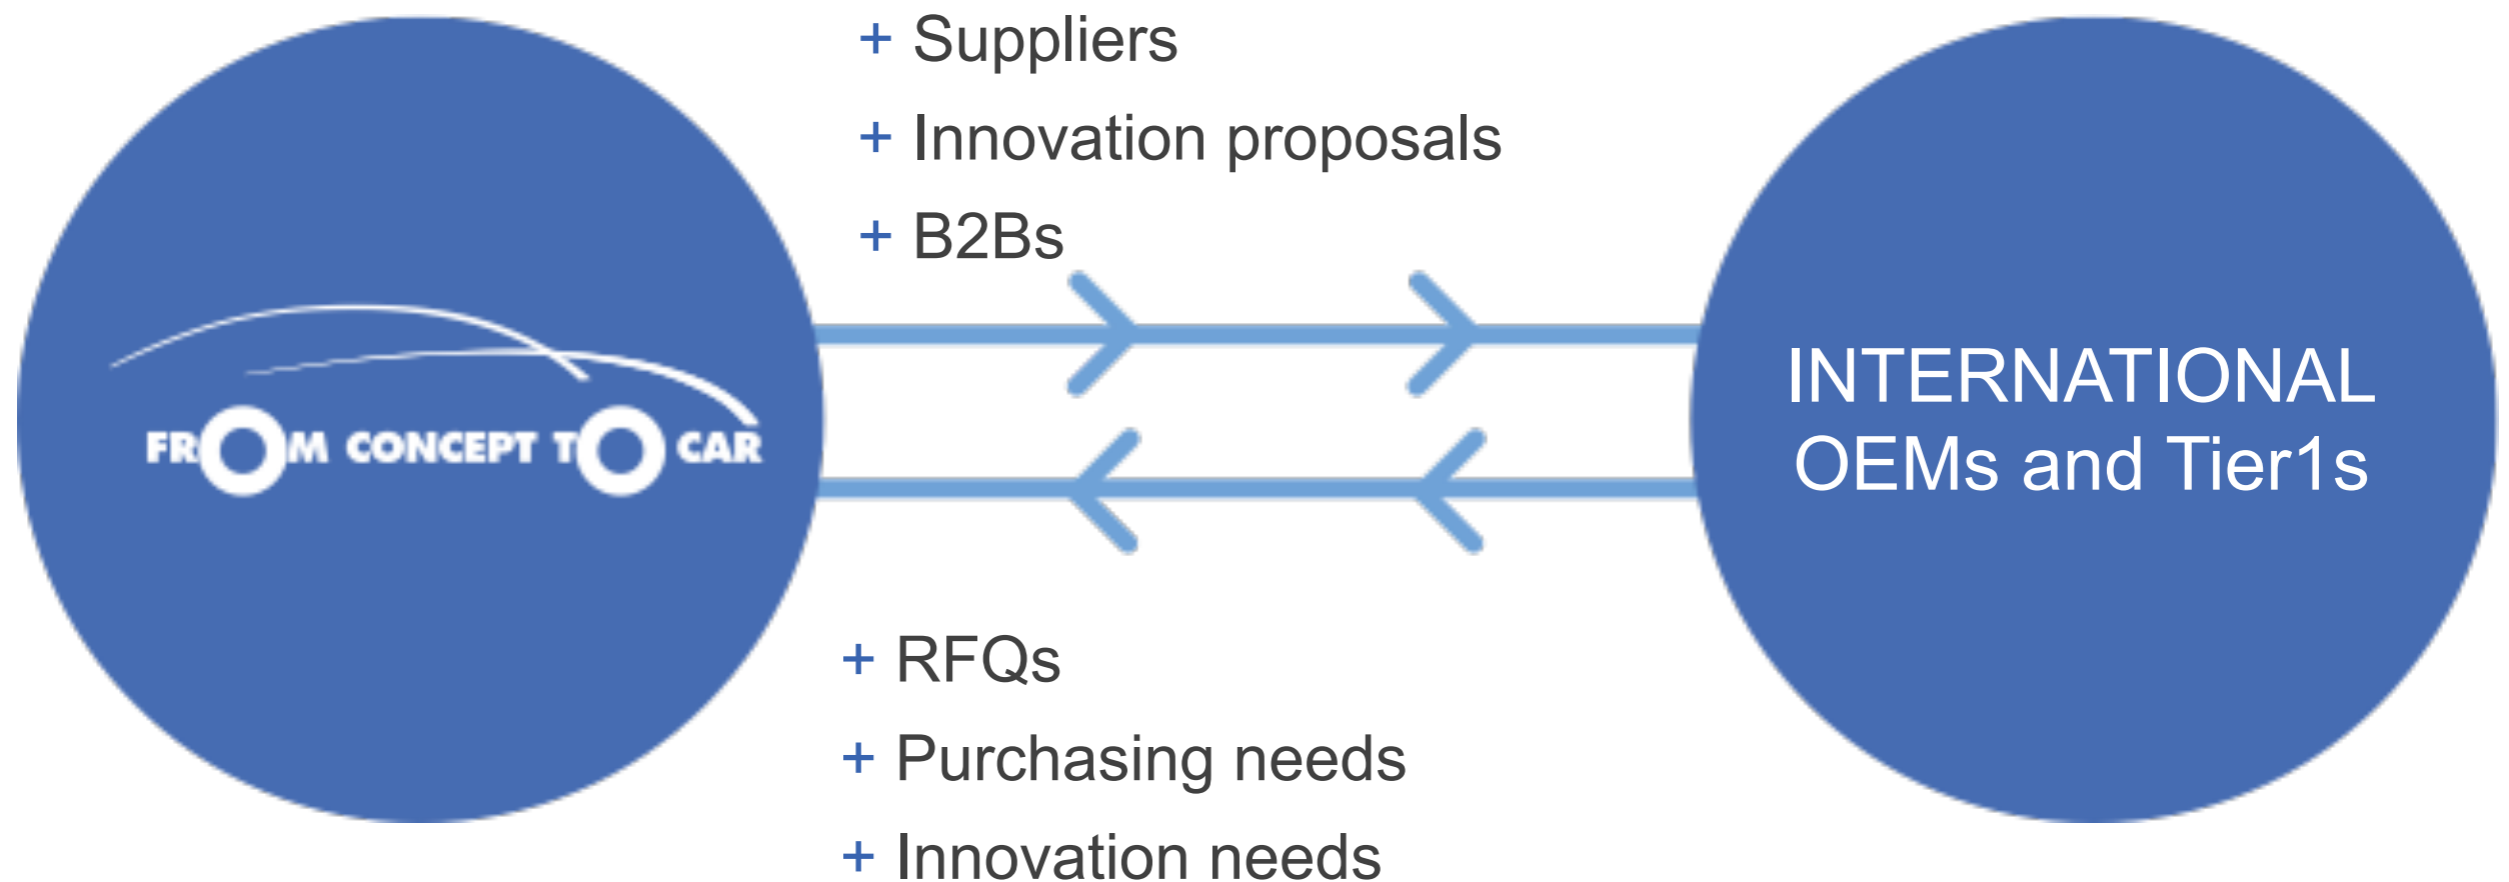 + Suppliers
+ Innovation proposals
+ B2Bs
FROM CONCEPT TO CAR
INTERNATIONAL
OEMs and Tier1s
+ RFQs
+ Purchasing needs
+ Innovation needs